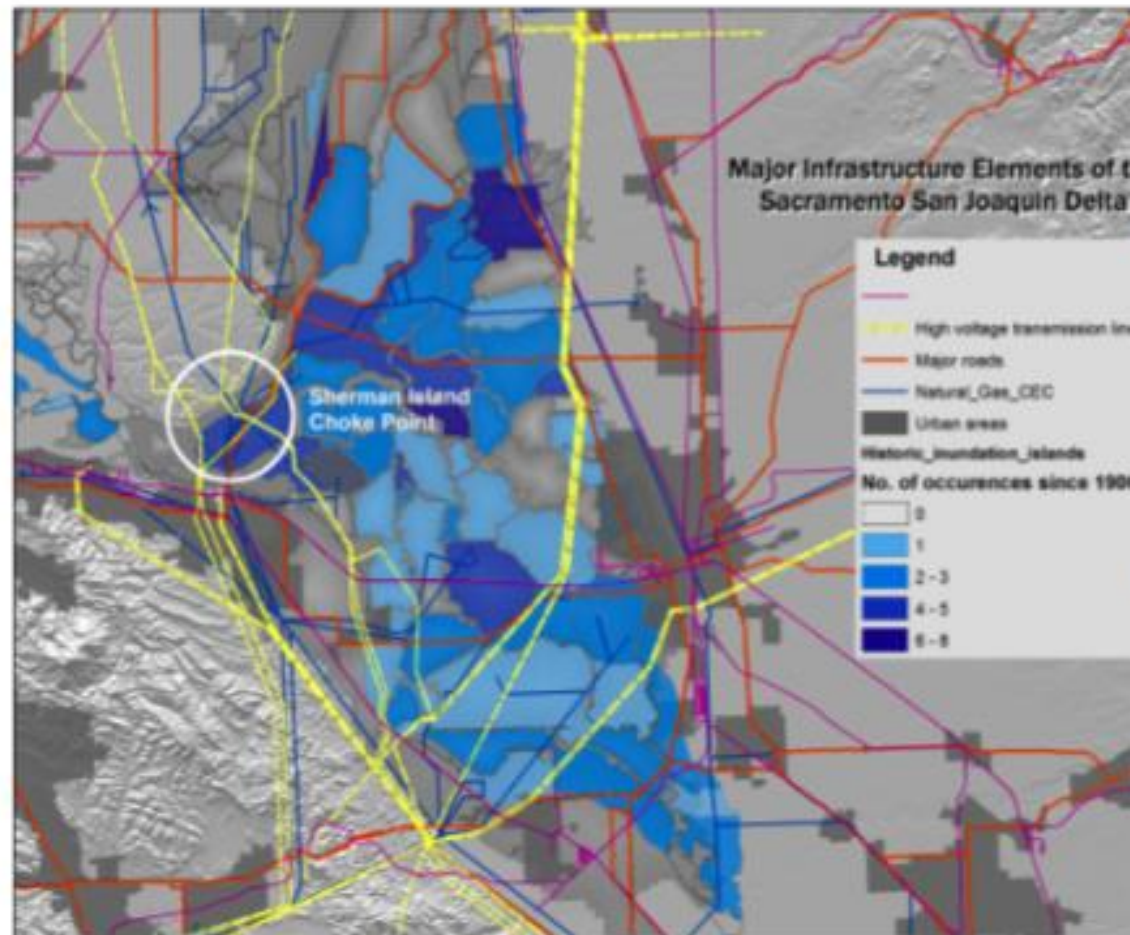 Major Infrastructure Elements of t
Sacramento San Joaquin Delta
Legend
High voltage transmission line
Major roads
Natural_Gas_CEC
Urban areas
Historic_inundation_islands
No. of occurences since 190
0
1
2 - 3
4 - 5
6 - 8
Sherman Island
Choke Point